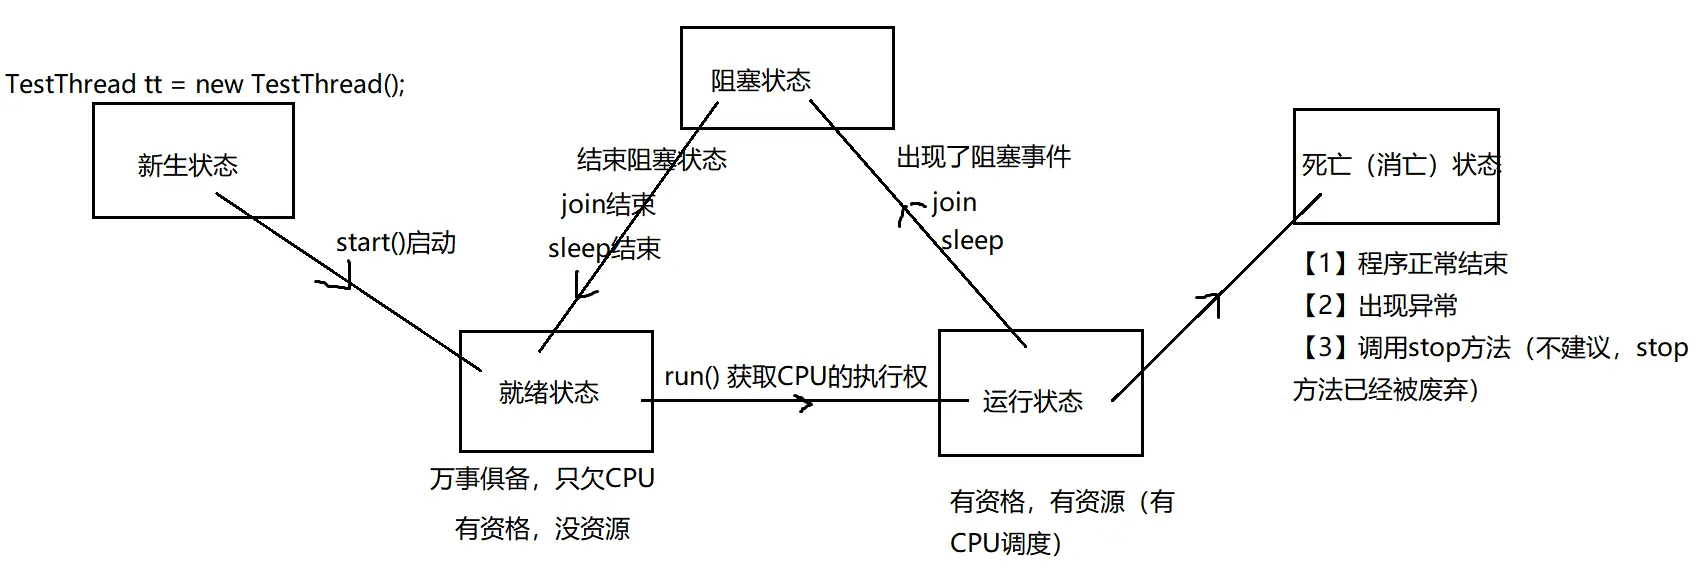 TestThread tt = new TestThread();
新生状态
start()启动
阻塞状态
结束阻塞状态
join结束
sleep结束
出现了阻塞事件
join
sleep
就绪状态
万事俱备，只欠CPU
有资格，没资源
run() 获取CPU的执行权
运行状态
有资格，有资源（有
CPU调度）
死亡（消亡）状态
【1】程序正常结束
【2】出现异常
【3】调用stop方法（不建议，stop
方法已经被废弃）